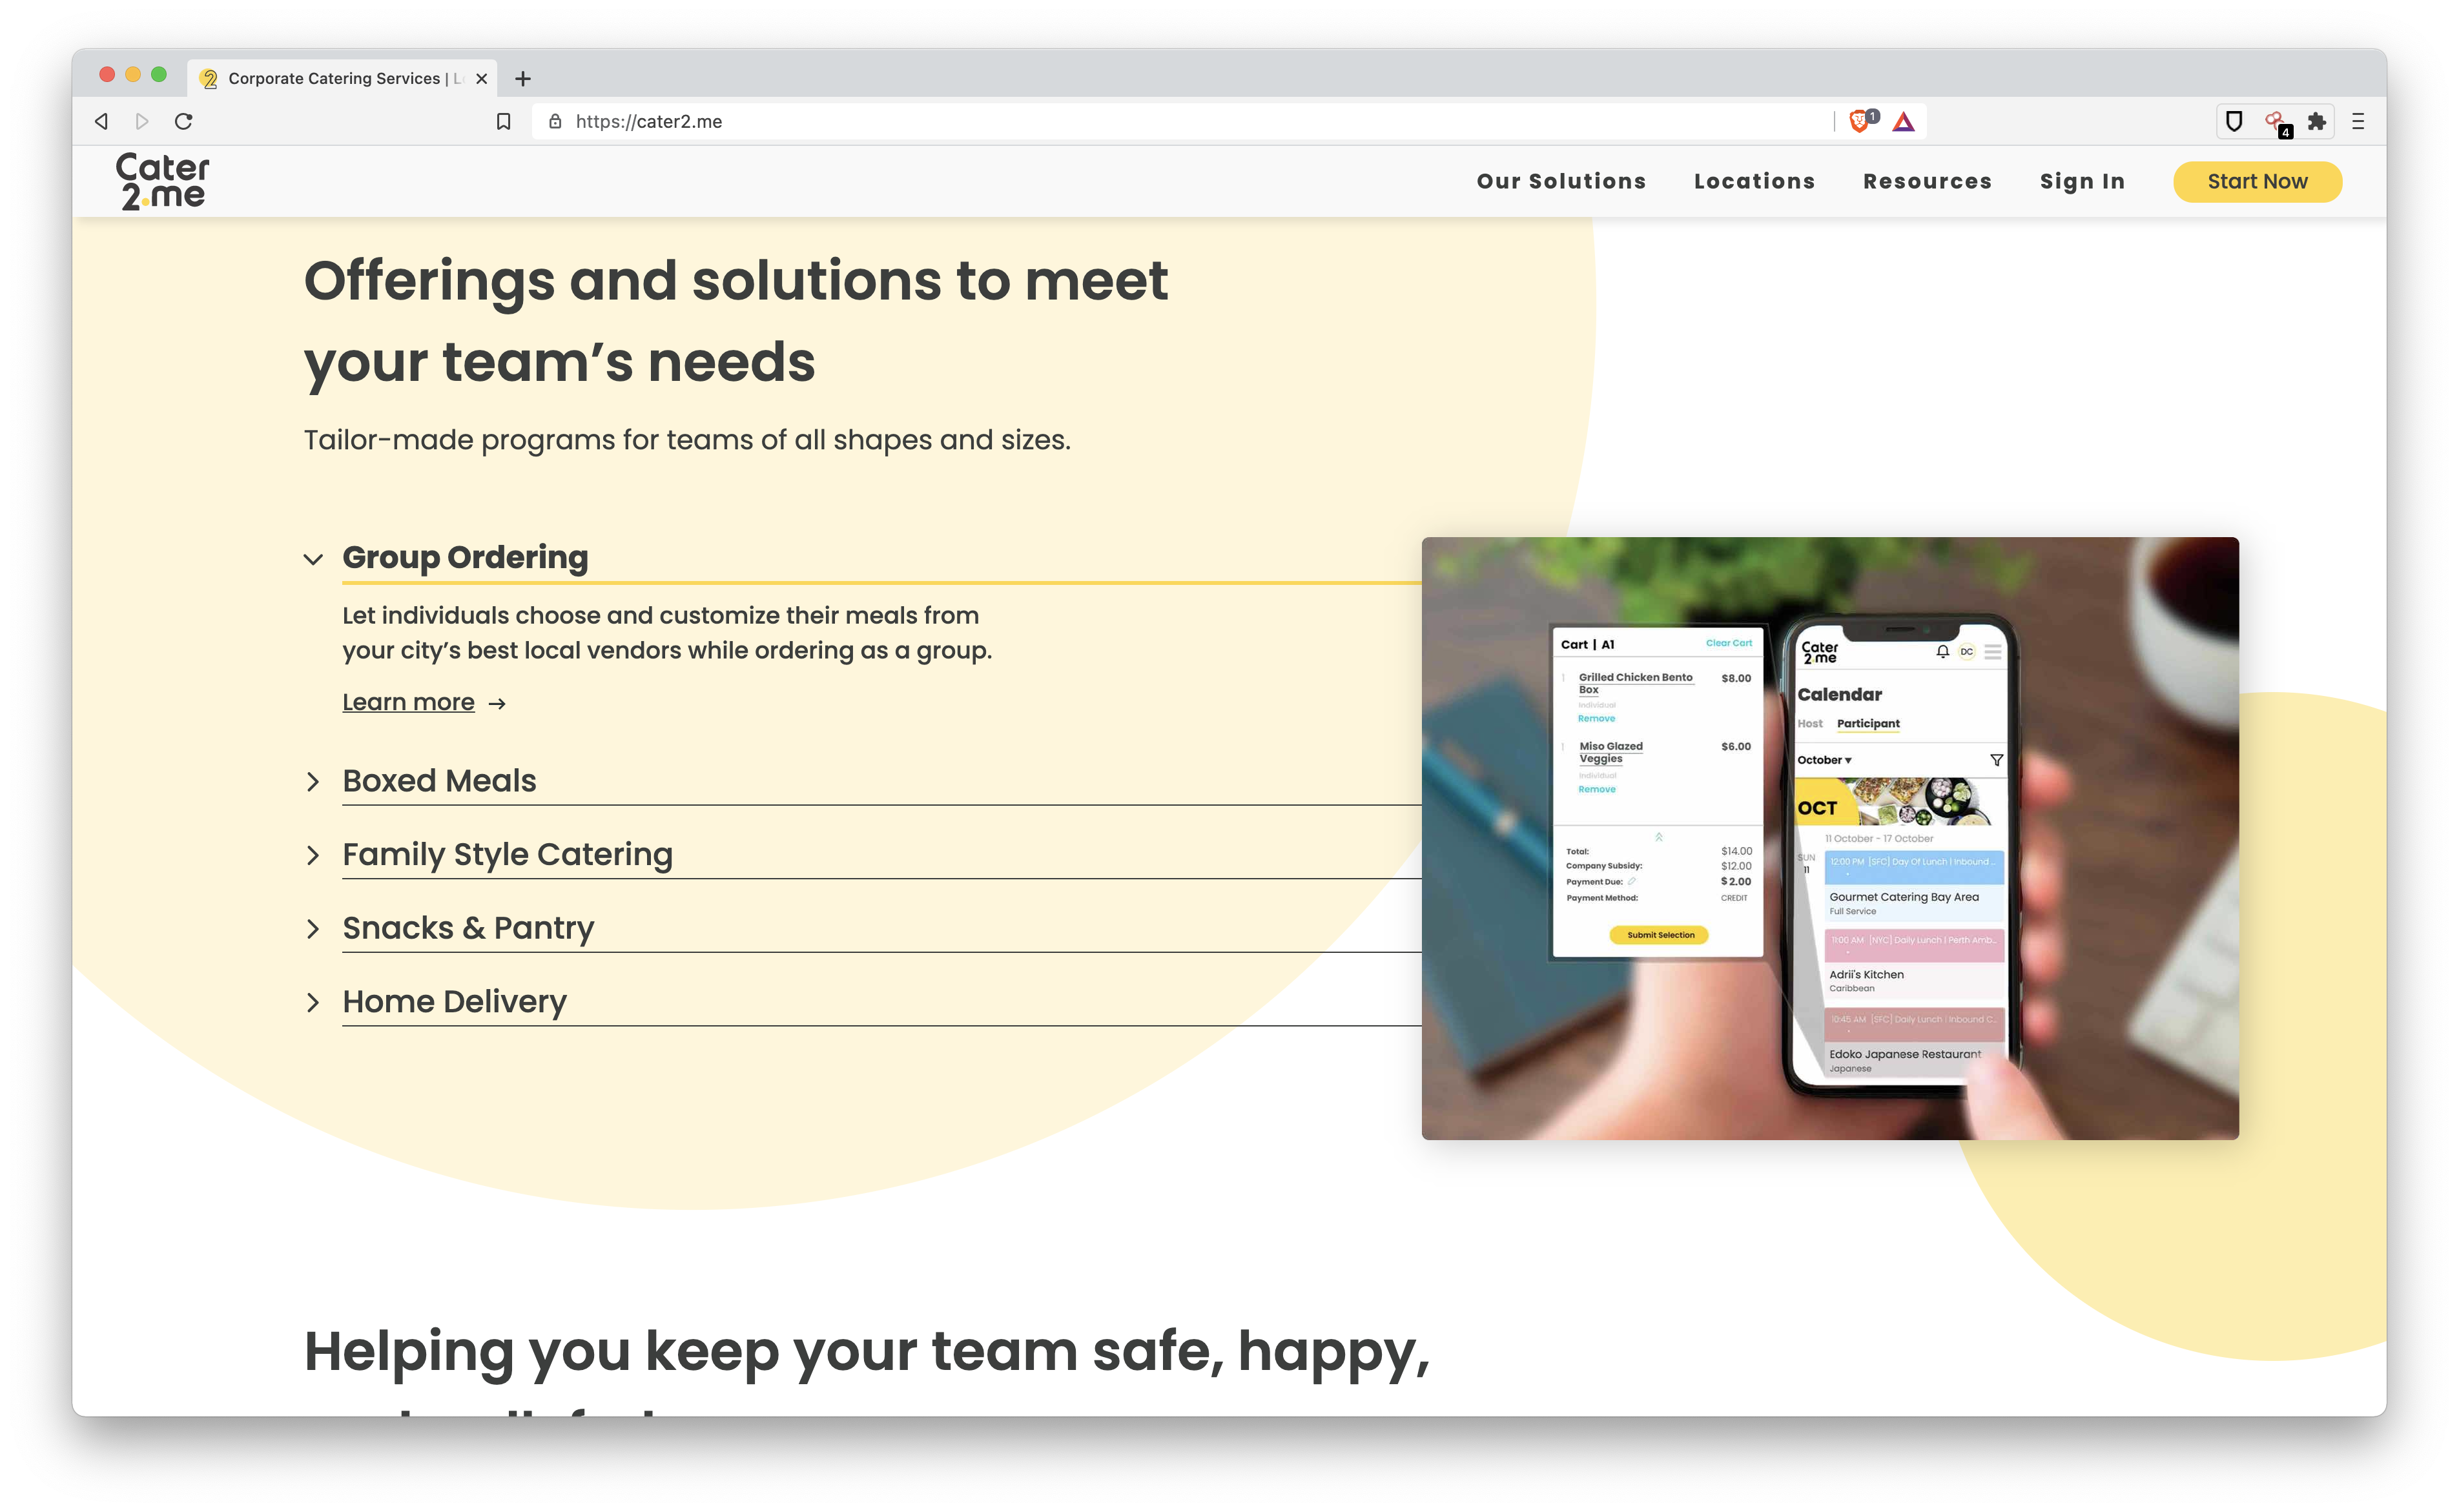 Corporate Catering Services | L
https://cater2.me
1
4
Cater
2.me
Our Solutions
Locations
Resources
Sign In
Start Now
Offerings and solutions to meet
your team’s needs
Tailor-made programs for teams of all shapes and sizes.
Group Ordering
Let individuals choose and customize their meals from
your city’s best local vendors while ordering as a group.
Learn more →
Boxed Meals
Family Style Catering
Snacks & Pantry
Home Delivery
Cart | A1 Clear Cart
1 Grilled Chicken Bento $8.00
Box
Individual
Remove
1 Miso Glazed $6.00
Veggies
Individual
Remove
Total: $14.00
Company Subsidy: $12.00
Payment Due: $2.00
Payment Method: CREDIT
Submit Selection
Cater
2.me
DC
Calendar
Host Participant
October
OCT
11 October - 17 October
SUN
11
12:00 PM [SFC] Day Of Lunch | Inbound ...
Gourmet Catering Bay Area
Full Service
11:00 AM [NYC] Daily Lunch | Perth Amb...
Adrii's Kitchen
Caribbean
10:45 AM [SFC] Daily Lunch | Inbound C...
Edoko Japanese Restaurant
Japanese
Helping you keep your team safe, happy,